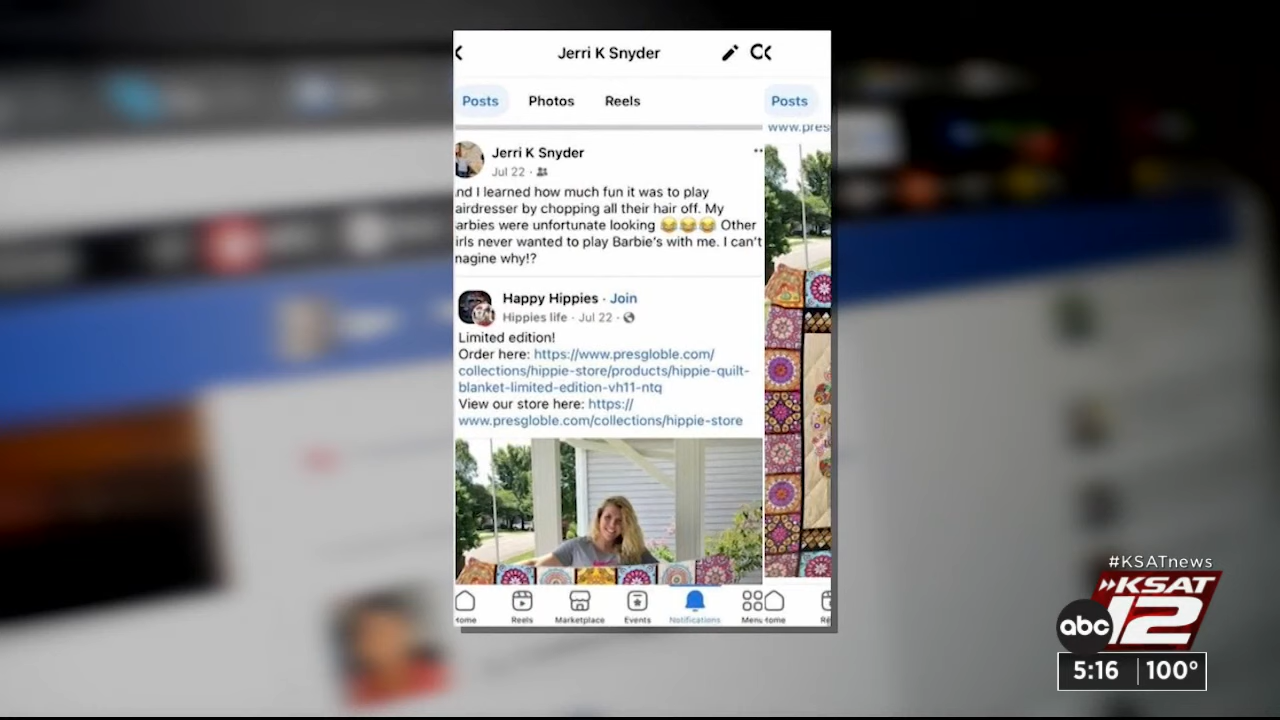 Jerri K Snyder
Posts Photos Reels Posts
www.pres
Jerri K Snyder
Jul 22 ·
nd I learned how much fun it was to play
airdresser by chopping all their hair off. My
arbies were unfortunate looking 😂😂😂 Other
irls never wanted to play Barbie's with me. I can't
nagine why!?
Happy Hippies · Join
Hippies life · Jul 22 ·
Limited edition!
Order here: https://www.presgloble.com/
collections/hippie-store/products/hippie-quilt-
blanket-limited-edition-vh11-ntq
View our store here: https://
www.presgloble.com/collections/hippie-store
Home Reels Marketplace Events Notifications Menu Home Re
#KSATnews
KSAT
abc 12
5:16 100°